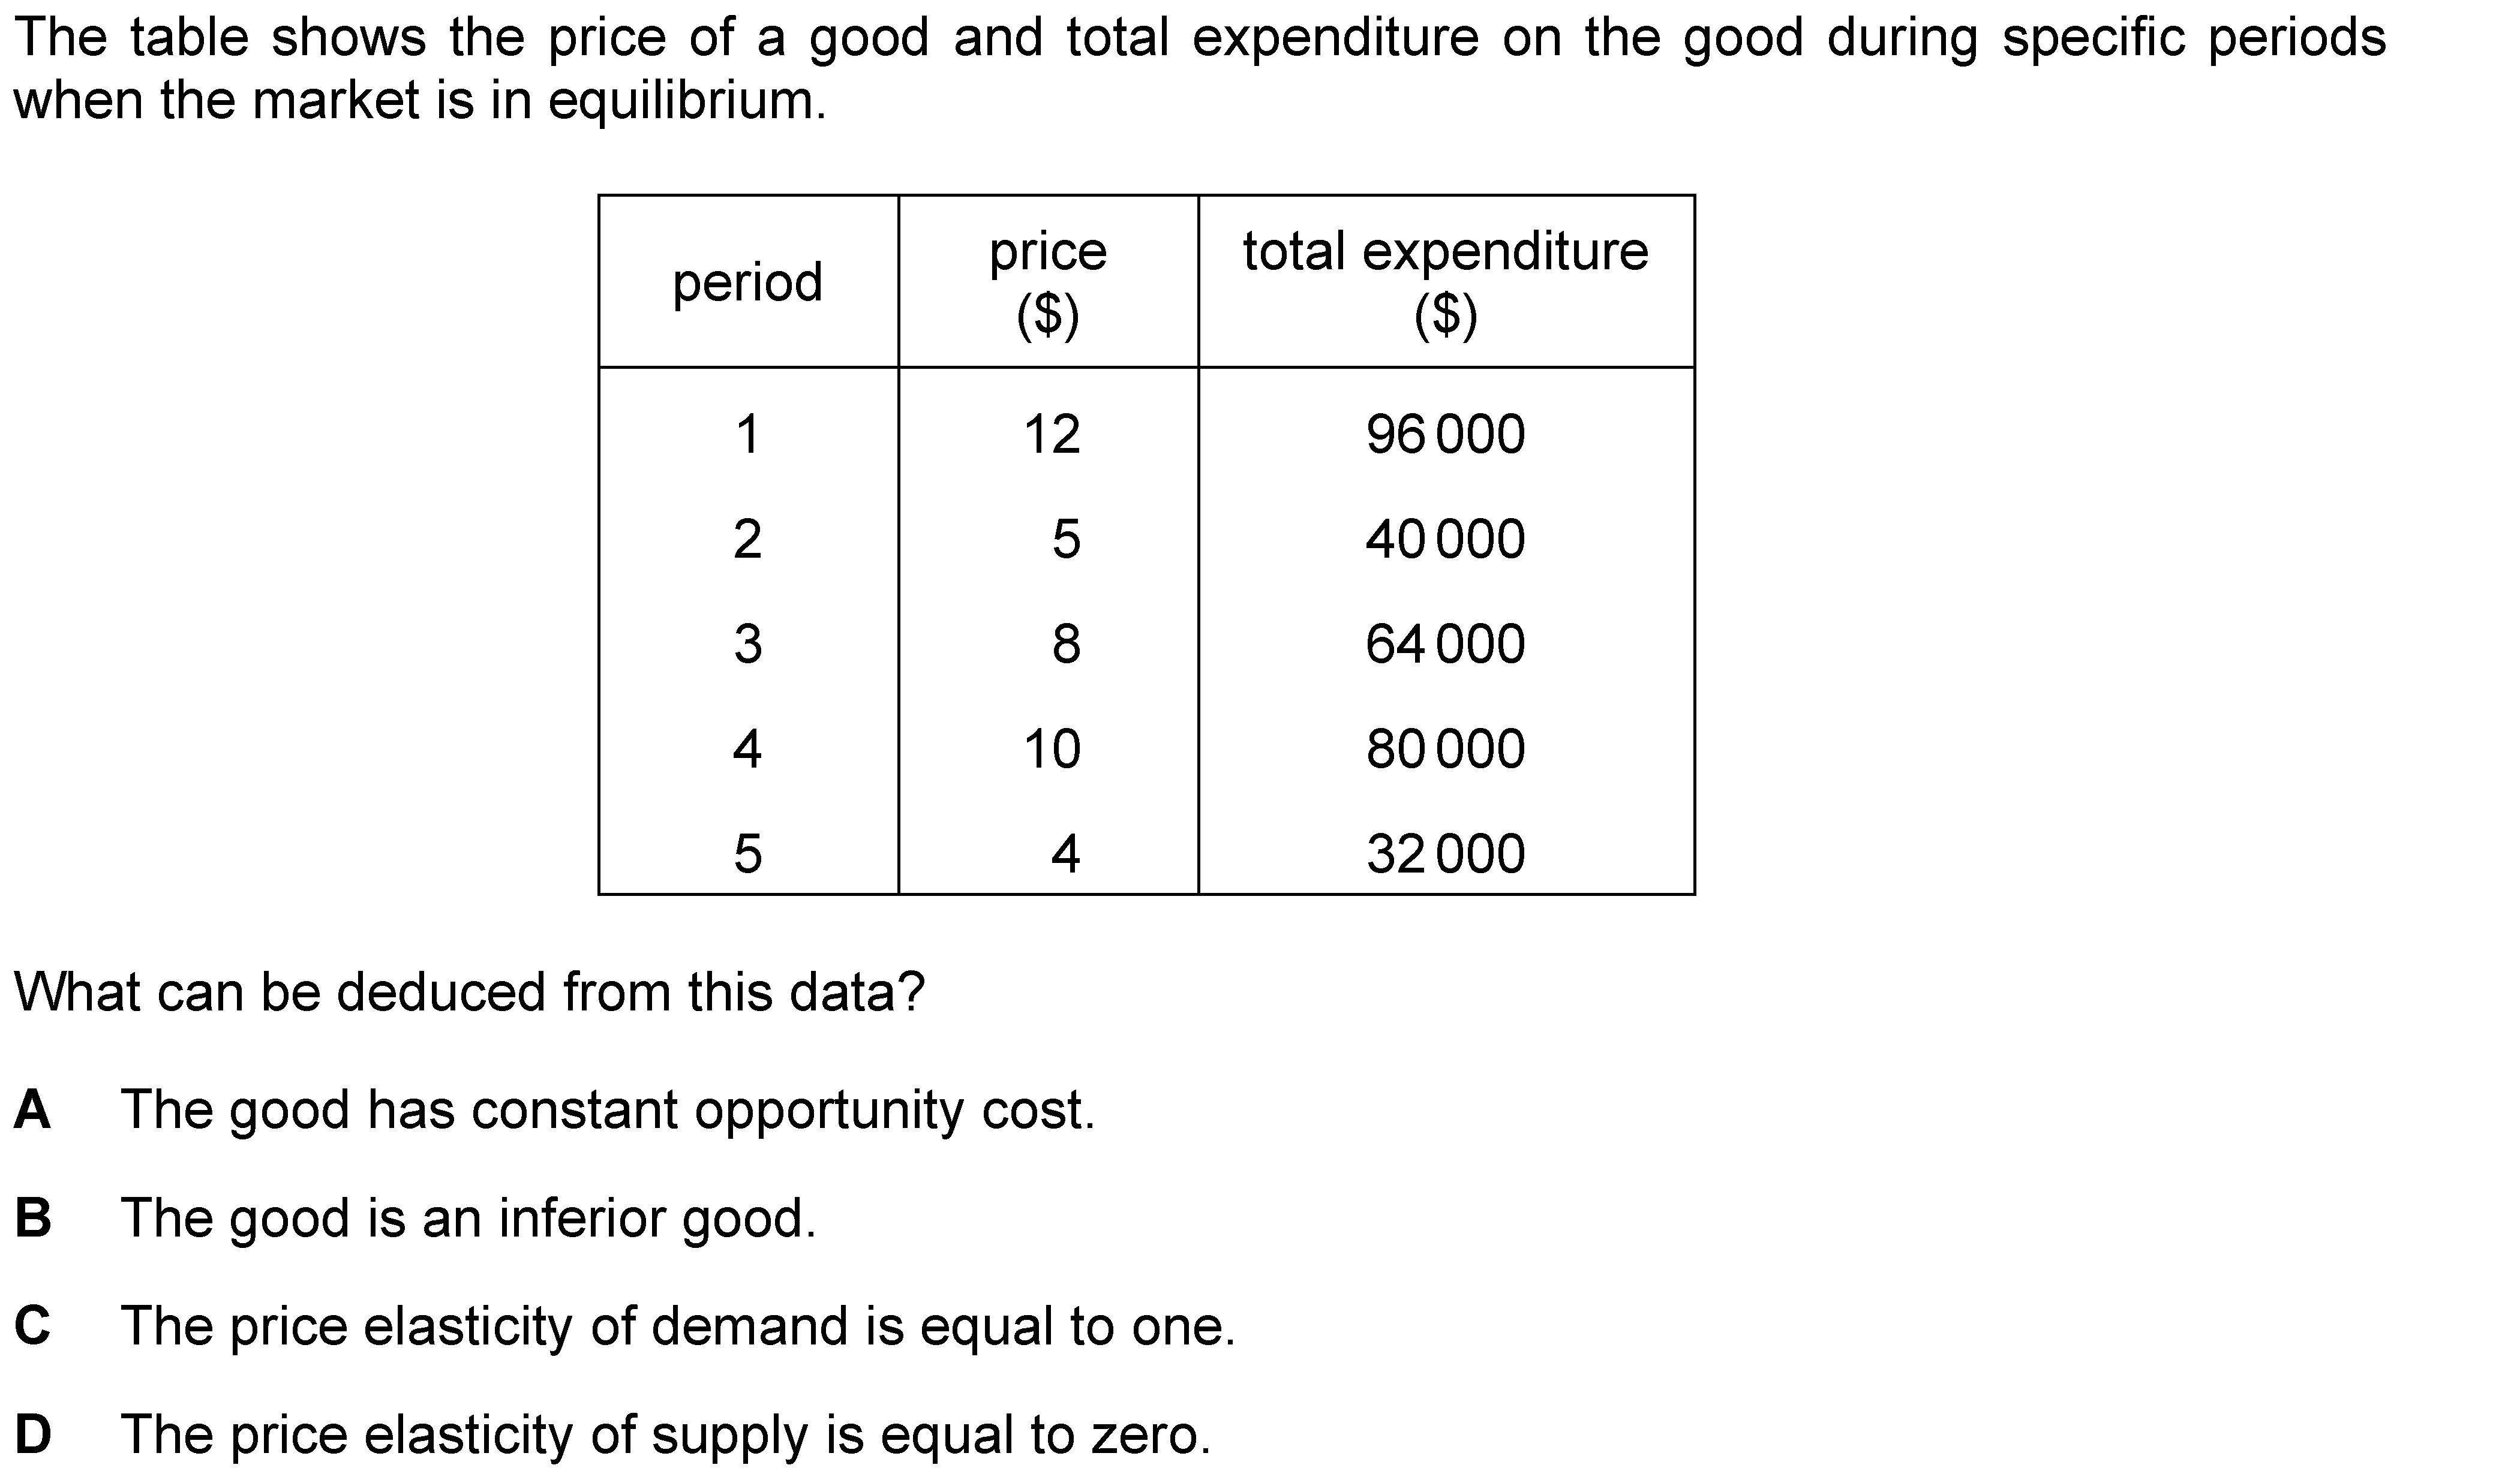 The table shows the price of a good and total expenditure on the good during specific periods
when the market is in equilibrium.
period price ($) total expenditure ($)
1 12 96 000
2 5 40 000
3 8 64 000
4 10 80 000
5 4 32 000
What can be deduced from this data?
A The good has constant opportunity cost.
B The good is an inferior good.
C The price elasticity of demand is equal to one.
D The price elasticity of supply is equal to zero.